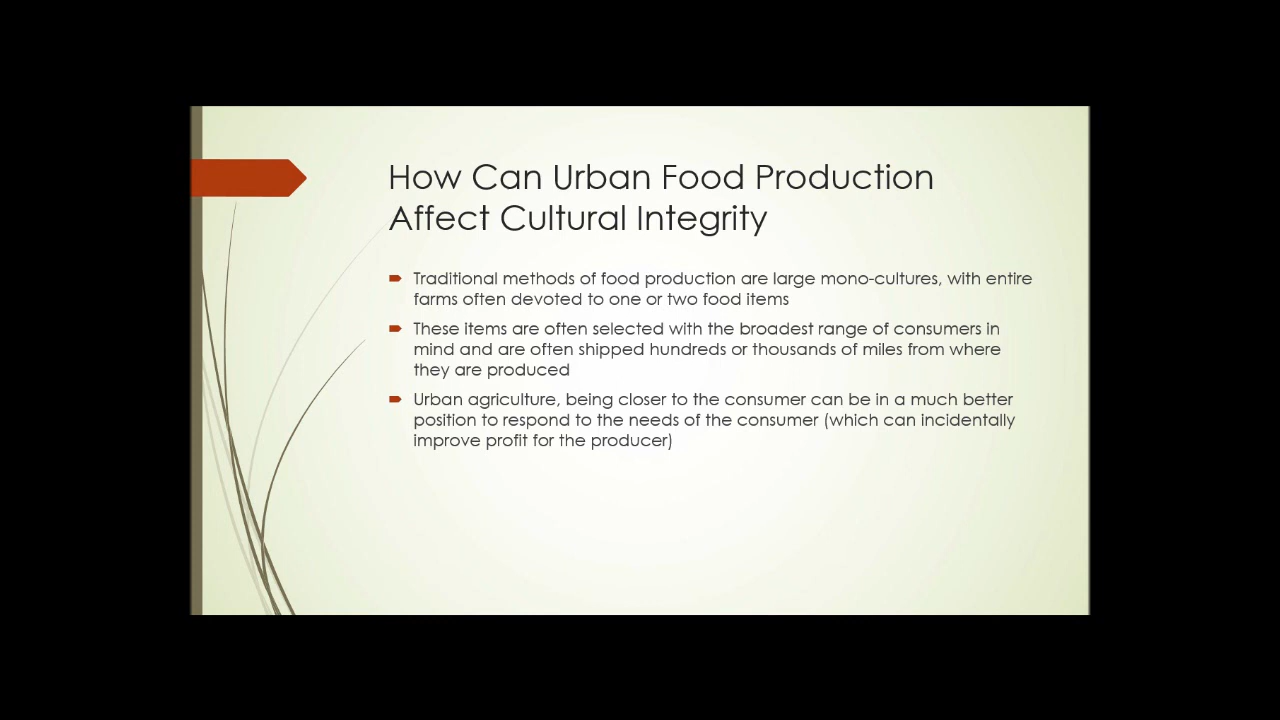 How Can Urban Food Production
Affect Cultural Integrity
Traditional methods of food production are large mono-cultures, with entire
farms often devoted to one or two food items
These items are often selected with the broadest range of consumers in
mind and are often shipped hundreds or thousands of miles from where
they are produced
Urban agriculture, being closer to the consumer can be in a much better
position to respond to the needs of the consumer (which can incidentally
improve profit for the producer)